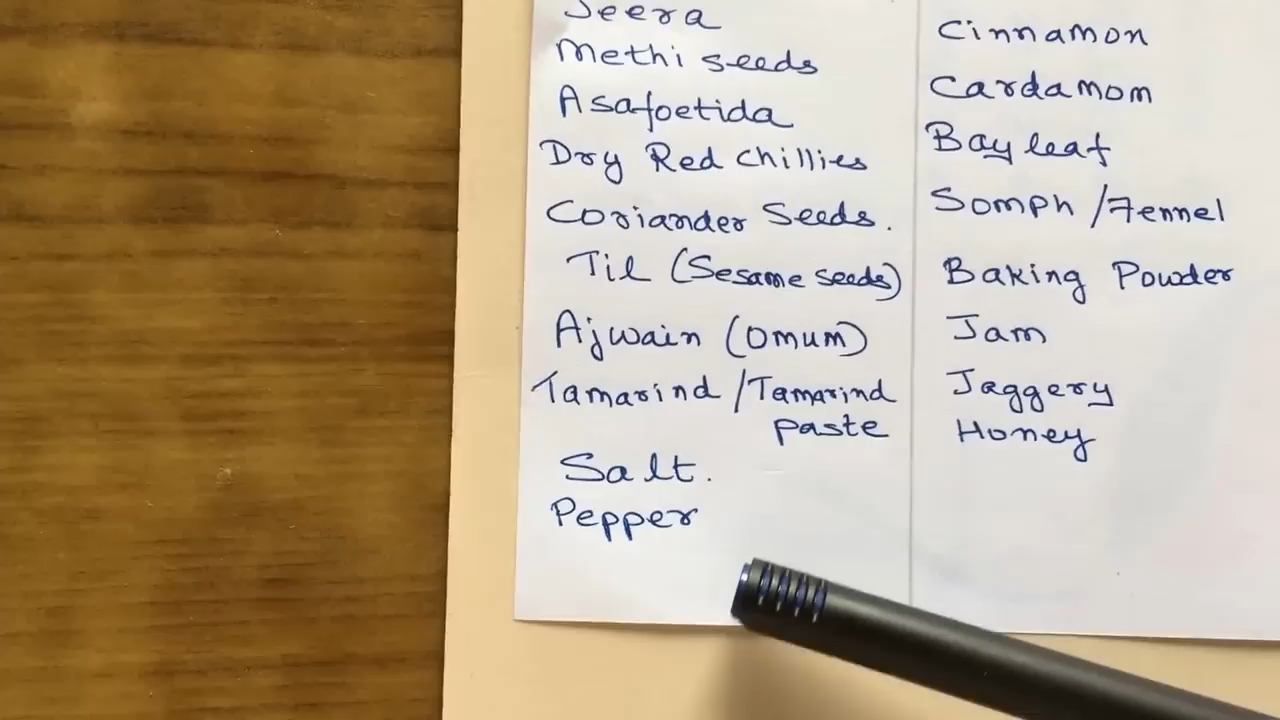 Jeera
Methi seeds
Asafoetida
Dry Red Chillies
Coriander Seeds.
Til (Sesame seeds)
Ajwain (Omum)
Tamarind / Tamarind
paste
Salt.
Pepper
Cinnamon
Cardamom
Bay leaf
Somph / Fennel
Baking Powder
Jam
Jaggery
Honey